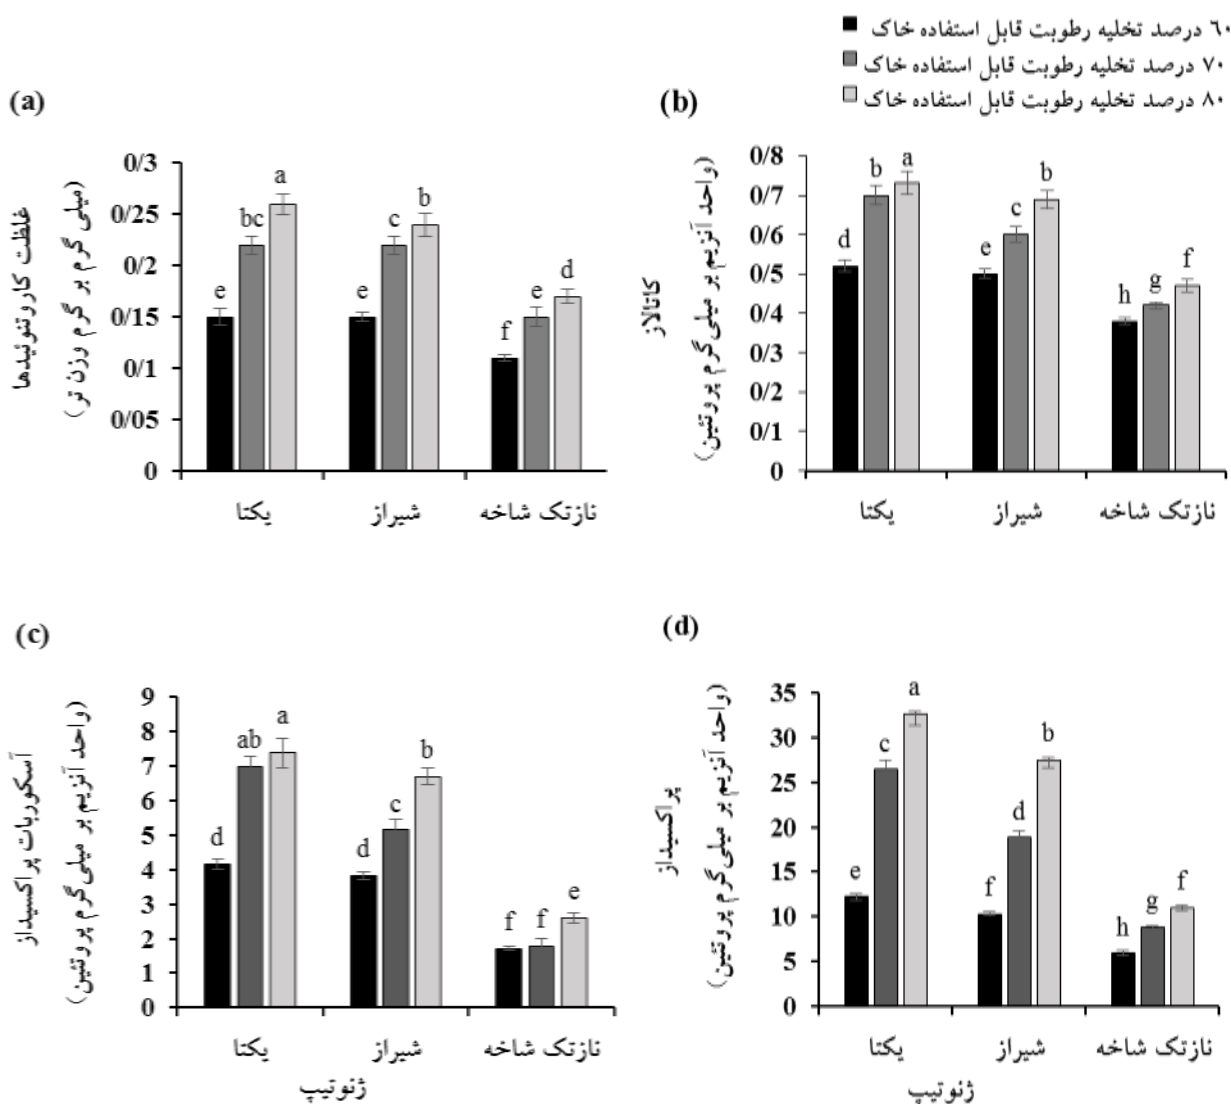 ۶۰ درصد تخلیه رطوبت قابل استفاده خاک
۷۰ درصد تخلیه رطوبت قابل استفاده خاک
۸۰ درصد تخلیه رطوبت قابل استفاده خاک
(a)
غلظت کاروتنوئیدها
(میلی گرم بر گرم وزن تر)
0/3
0/25
0/2
0/15
0/1
0/05
0
e bc a
e c b
f e d
یکتا شیراز نازتک شاخه
(b)
کاتالاز
(واحد آنزیم بر میلی‌گرم پروتئین)
0/8
0/7
0/6
0/5
0/4
0/3
0/2
0/1
0
d b a
e c b
h g f
یکتا شیراز نازتک شاخه
(c)
آسکوربات پراکسیداز
(واحد آنزیم بر میلی‌گرم پروتئین)
9
8
7
6
5
4
3
2
1
0
d ab a
d c b
f f e
یکتا شیراز نازتک شاخه
ژنوتیپ
(d)
پراکسیداز
(واحد آنزیم بر میلی‌گرم پروتئین)
35
30
25
20
15
10
5
0
e c a
f d b
h g f
یکتا شیراز نازتک شاخه
ژنوتیپ